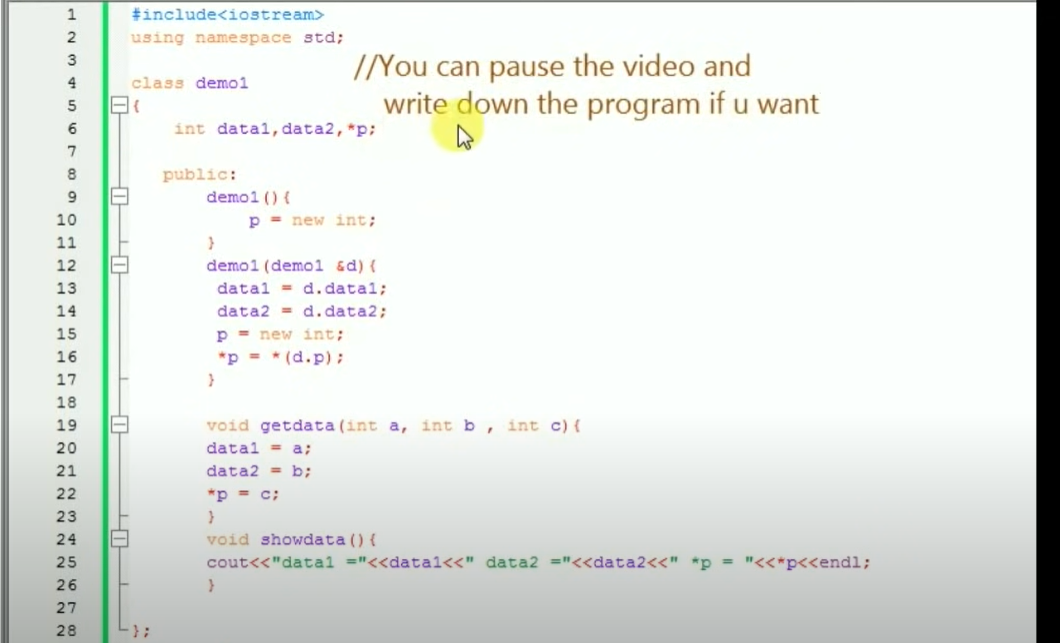 1 #include<iostream>
2 using namespace std;
3
//You can pause the video and
4 class demo1
write down the program if u want
5 {
6 int data1,data2,*p;
7
8 public:
9 demo1(){
10 p = new int;
11 }
12 demo1(demo1 &d){
13 data1 = d.data1;
14 data2 = d.data2;
15 p = new int;
16 *p = *(d.p);
17 }
18
19 void getdata(int a, int b , int c){
20 data1 = a;
21 data2 = b;
22 *p = c;
23 }
24 void showdata(){
25 cout<<"data1 ="<<data1<<" data2 ="<<data2<<" *p = "<<*p<<endl;
26 }
27
28 };